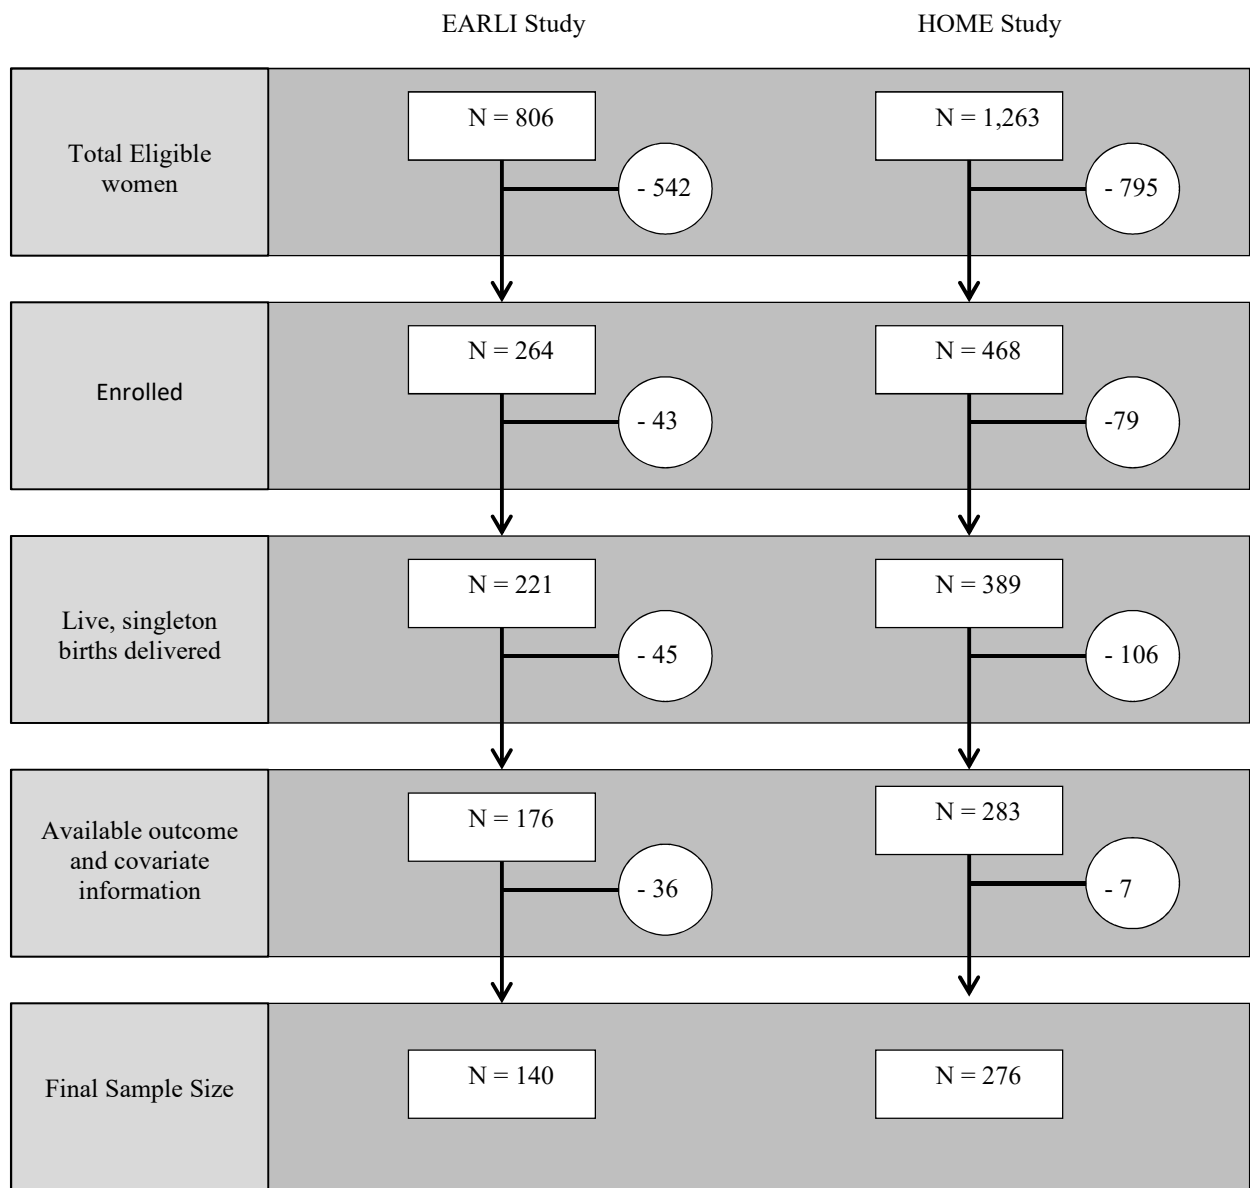 EARLI Study
HOME Study
Total Eligible
women
N = 806
- 542
N = 1,263
- 795
Enrolled
N = 264
- 43
N = 468
-79
Live, singleton
births delivered
N = 221
- 45
N = 389
- 106
Available outcome
and covariate
information
N = 176
- 36
N = 283
- 7
Final Sample Size
N = 140
N = 276